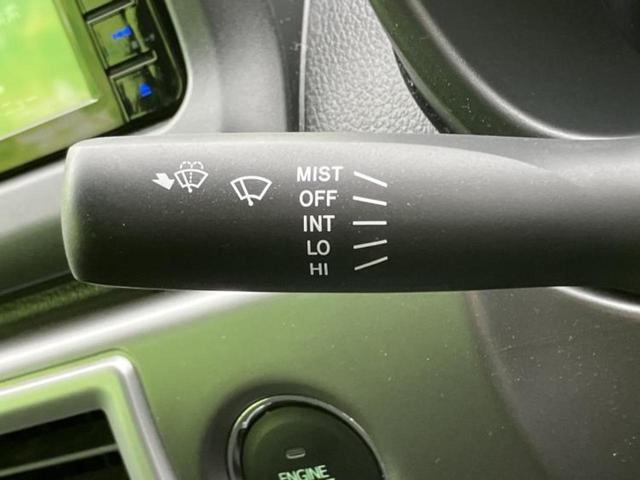 MIST
OFF
INT
LO
HI
ENGINE